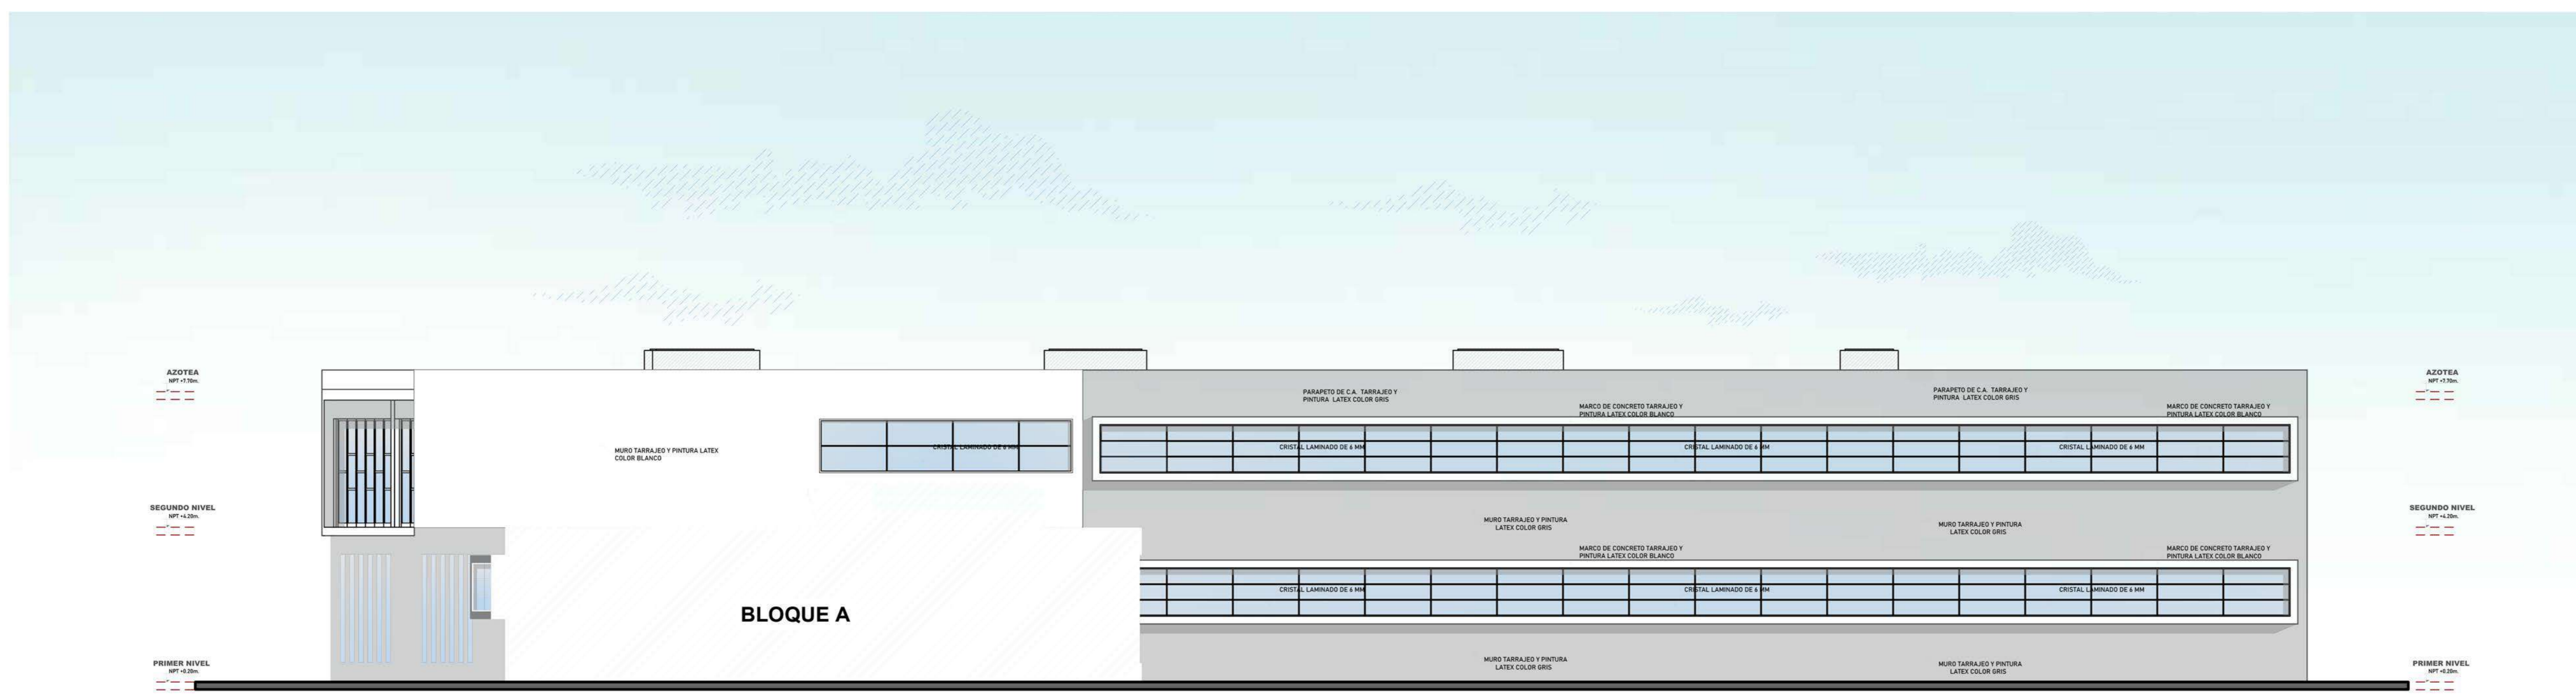 AZOTEA
NPT +7.70m.
AZOTEA
NPT +7.70m.
PARAPETO DE C.A. TARRAJEO Y
PINTURA LATEX COLOR GRIS
PARAPETO DE C.A. TARRAJEO Y
PINTURA LATEX COLOR GRIS
MARCO DE CONCRETO TARRAJEO Y
PINTURA LATEX COLOR BLANCO
MARCO DE CONCRETO TARRAJEO Y
PINTURA LATEX COLOR BLANCO
MURO TARRAJEO Y PINTURA LATEX
COLOR BLANCO
CRISTAL LAMINADO DE 6 MM
CRISTAL LAMINADO DE 6 MM
CRISTAL LAMINADO DE 6 MM
CRISTAL LAMINADO DE 6 MM
SEGUNDO NIVEL
NPT +4.20m.
SEGUNDO NIVEL
NPT +4.20m.
MURO TARRAJEO Y PINTURA
LATEX COLOR GRIS
MURO TARRAJEO Y PINTURA
LATEX COLOR GRIS
MARCO DE CONCRETO TARRAJEO Y
PINTURA LATEX COLOR BLANCO
MARCO DE CONCRETO TARRAJEO Y
PINTURA LATEX COLOR BLANCO
CRISTAL LAMINADO DE 6 MM
CRISTAL LAMINADO DE 6 MM
CRISTAL LAMINADO DE 6 MM
BLOQUE A
PRIMER NIVEL
NPT +0.20m.
MURO TARRAJEO Y PINTURA
LATEX COLOR GRIS
MURO TARRAJEO Y PINTURA
LATEX COLOR GRIS
PRIMER NIVEL
NPT +0.20m.